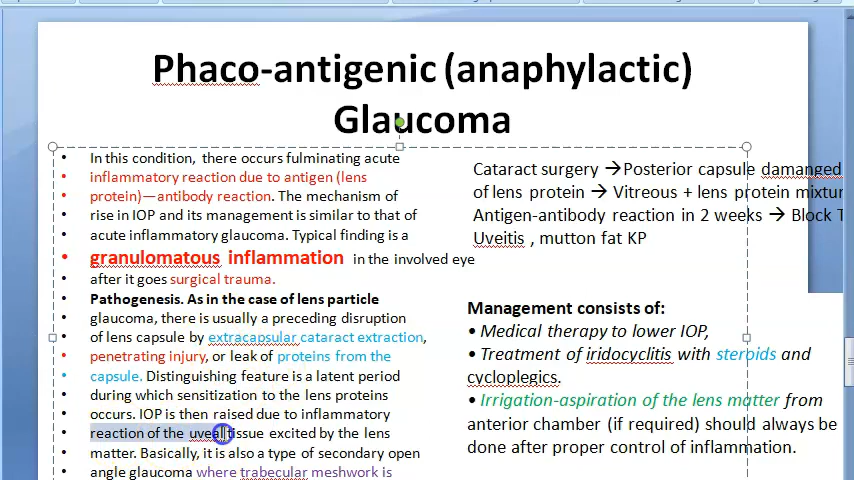 Phaco-antigenic (anaphylactic)
Glaucoma
• In this condition, there occurs fulminating acute
• inflammatory reaction due to antigen (lens
• protein)—antibody reaction. The mechanism of
• rise in IOP and its management is similar to that of
• acute inflammatory glaucoma. Typical finding is a
• granulomatous inflammation in the involved eye
• after it goes surgical trauma.
• Pathogenesis. As in the case of lens particle
• glaucoma, there is usually a preceding disruption
• of lens capsule by extracapsular cataract extraction,
• penetrating injury, or leak of proteins from the
• capsule. Distinguishing feature is a latent period
• during which sensitization to the lens proteins
• occurs. IOP is then raised due to inflammatory
• reaction of the uveal tissue excited by the lens
• matter. Basically, it is also a type of secondary open
• angle glaucoma where trabecular meshwork is
Cataract surgery → Posterior capsule damanged
of lens protein → Vitreous + lens protein mixtur
Antigen-antibody reaction in 2 weeks → Block T
Uveitis , mutton fat KP
Management consists of:
• Medical therapy to lower IOP,
• Treatment of iridocyclitis with steroids and
cycloplegics.
• Irrigation-aspiration of the lens matter from
anterior chamber (if required) should always be
done after proper control of inflammation.